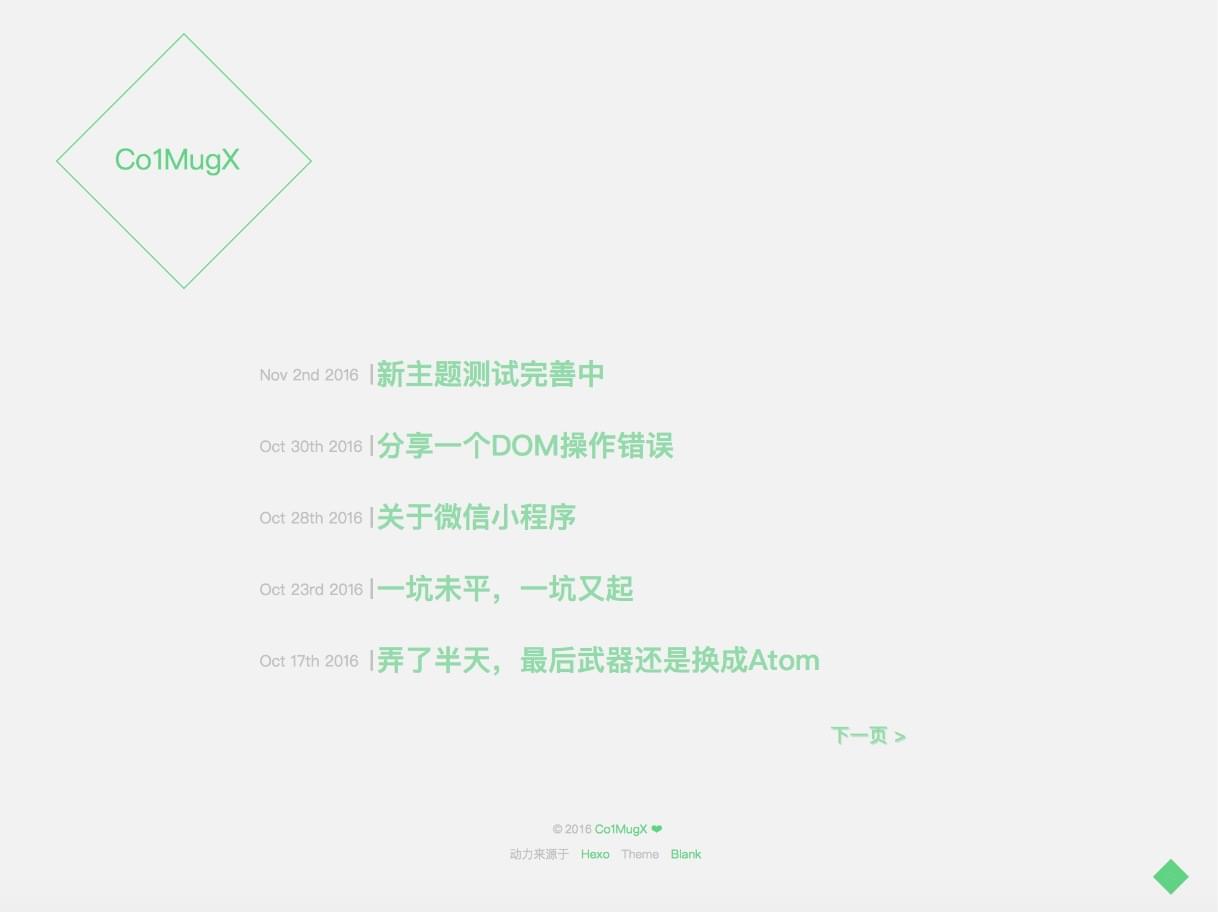 Co1MugX
Nov 2nd 2016 |新主题测试完善中
Oct 30th 2016 |分享一个DOM操作错误
Oct 28th 2016 |关于微信小程序
Oct 23rd 2016 |一坑未平，一坑又起
Oct 17th 2016 |弄了半天，最后武器还是换成Atom
下一页 >
© 2016 Co1MugX ❤
动力来源于 Hexo Theme Blank